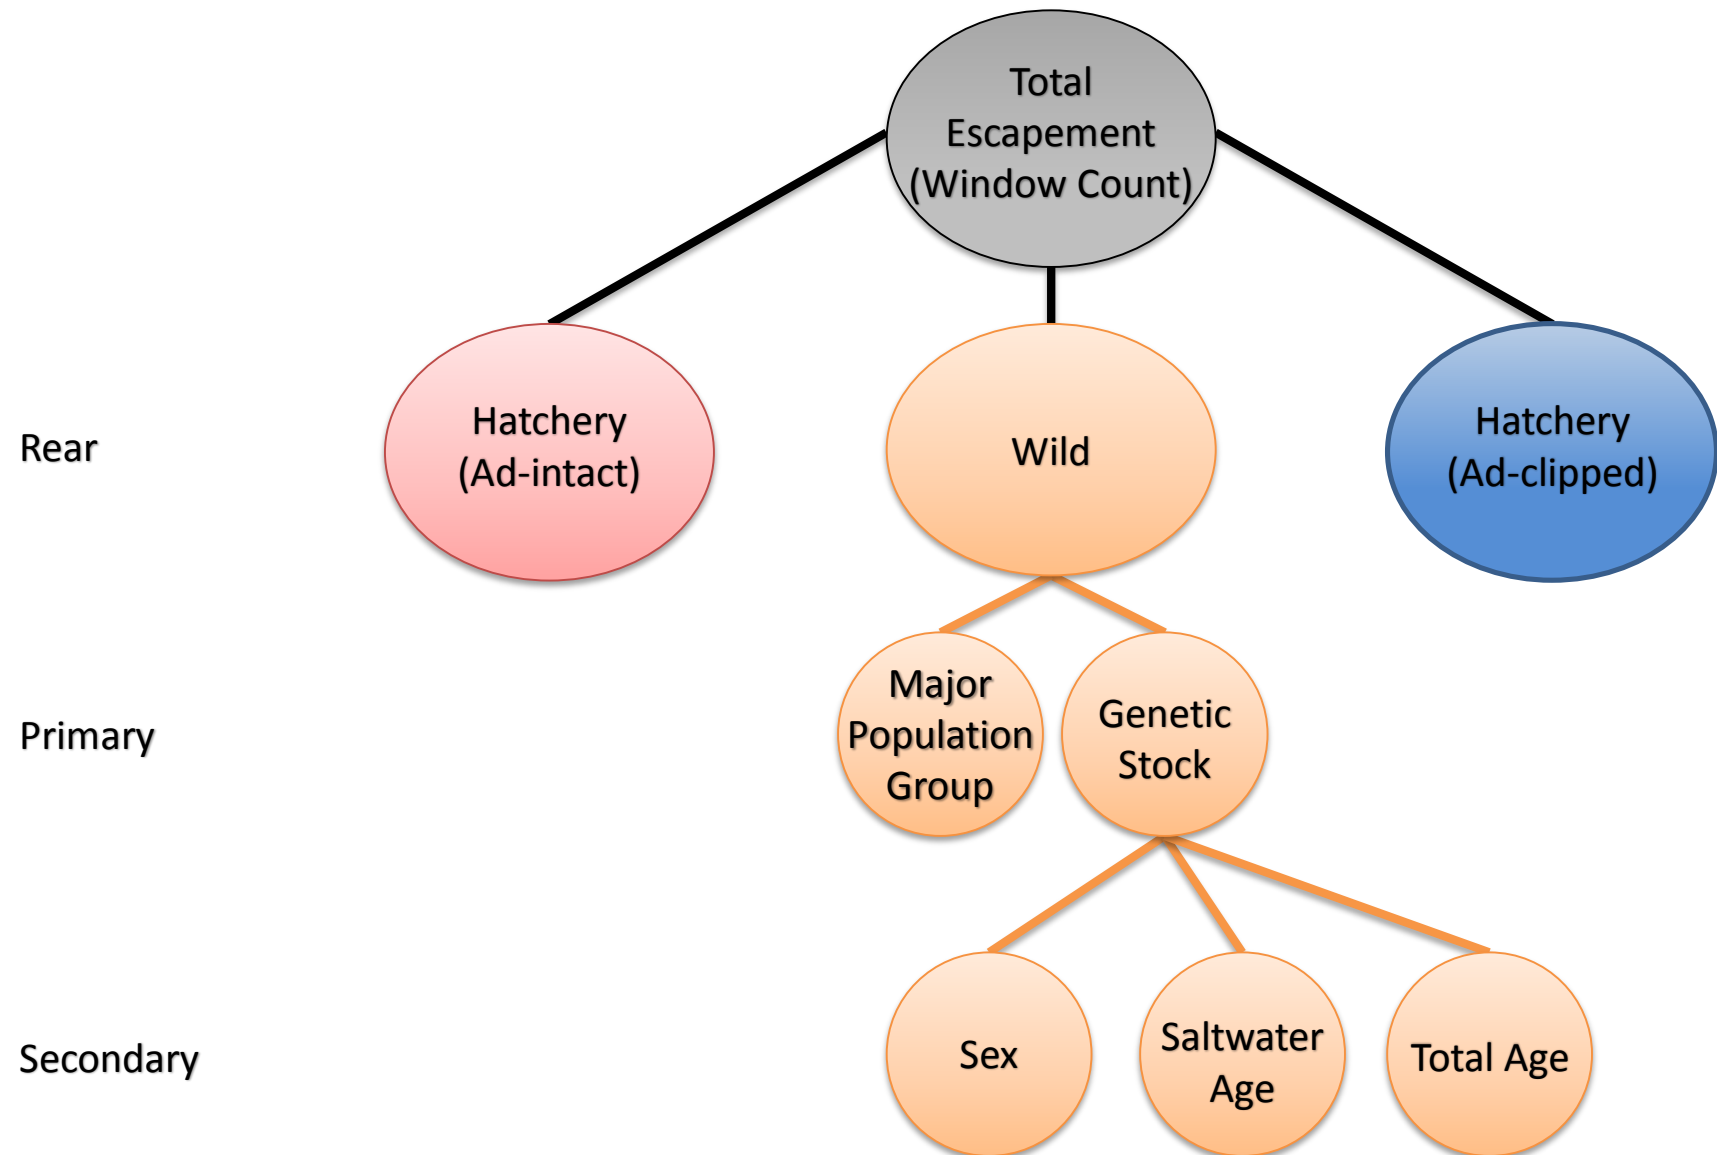 Total
Escapement
(Window Count)
Rear
Hatchery
(Ad-intact)
Wild
Hatchery
(Ad-clipped)
Primary
Major
Population
Group
Genetic
Stock
Secondary
Sex
Saltwater
Age
Total Age